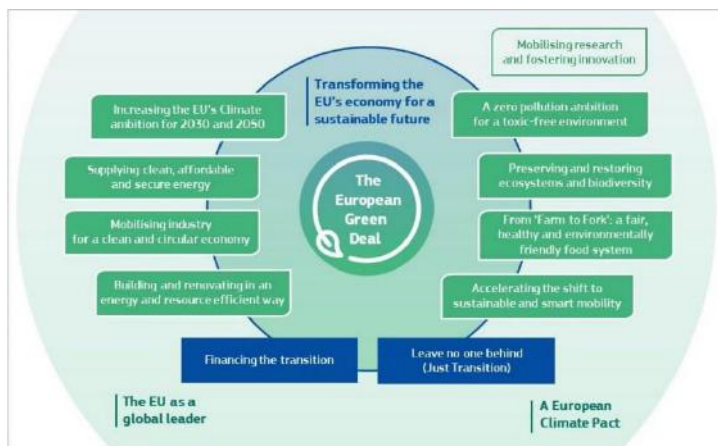 Mobilising research
and fostering innovation
Transforming the
EU's economy for a
sustainable future
Increasing the EU's Climate
ambition for 2030 and 2050
A zero pollution ambition
for a toxic-free environment
Supplying clean, affordable
and secure energy
Preserving and restoring
ecosystems and biodiversity
The
European
Green
Deal
Mobilising industry
for a clean and circular economy
From 'Farm to Fork': a fair,
healthy and environmentally
friendly food system
Building and renovating in an
energy and resource efficient way
Accelerating the shift to
sustainable and smart mobility
Financing the transition
Leave no one behind
(Just Transition)
The EU as a
global leader
A European
Climate Pact